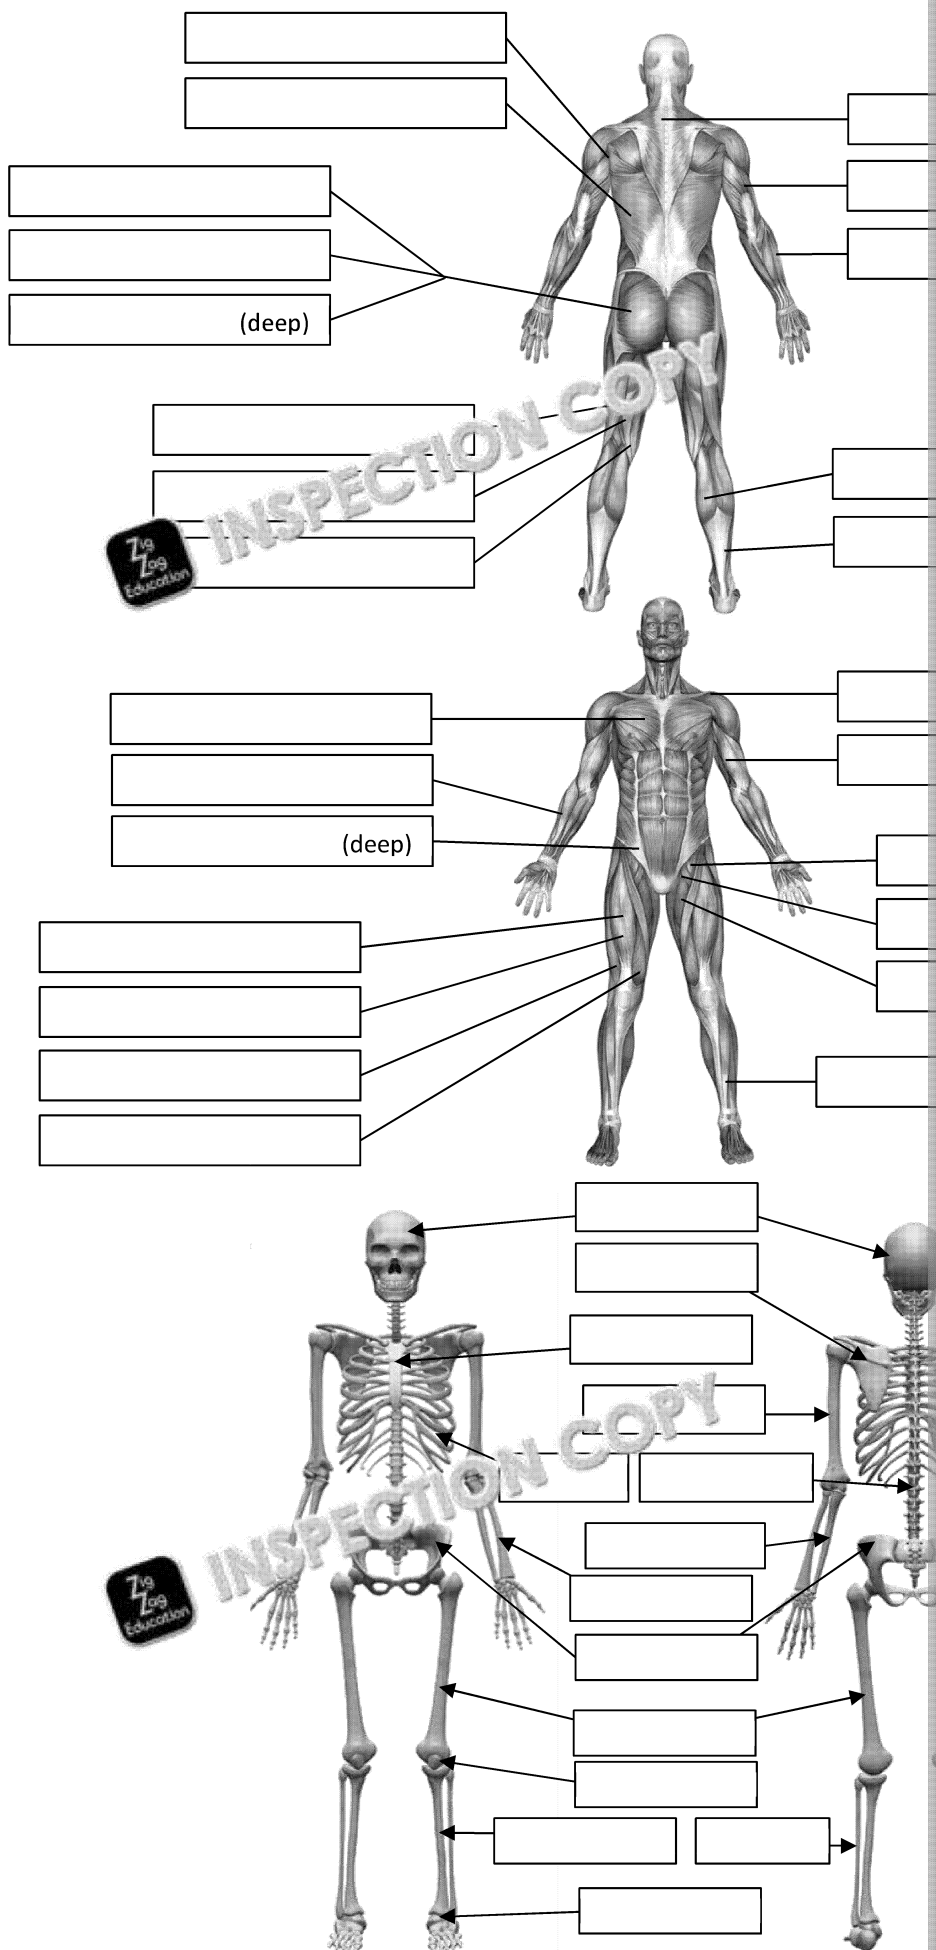 (deep)
INSPECTION COPY
Zig
Zag
Education
(deep)
INSPECTION COPY
Zig
Zag
Education